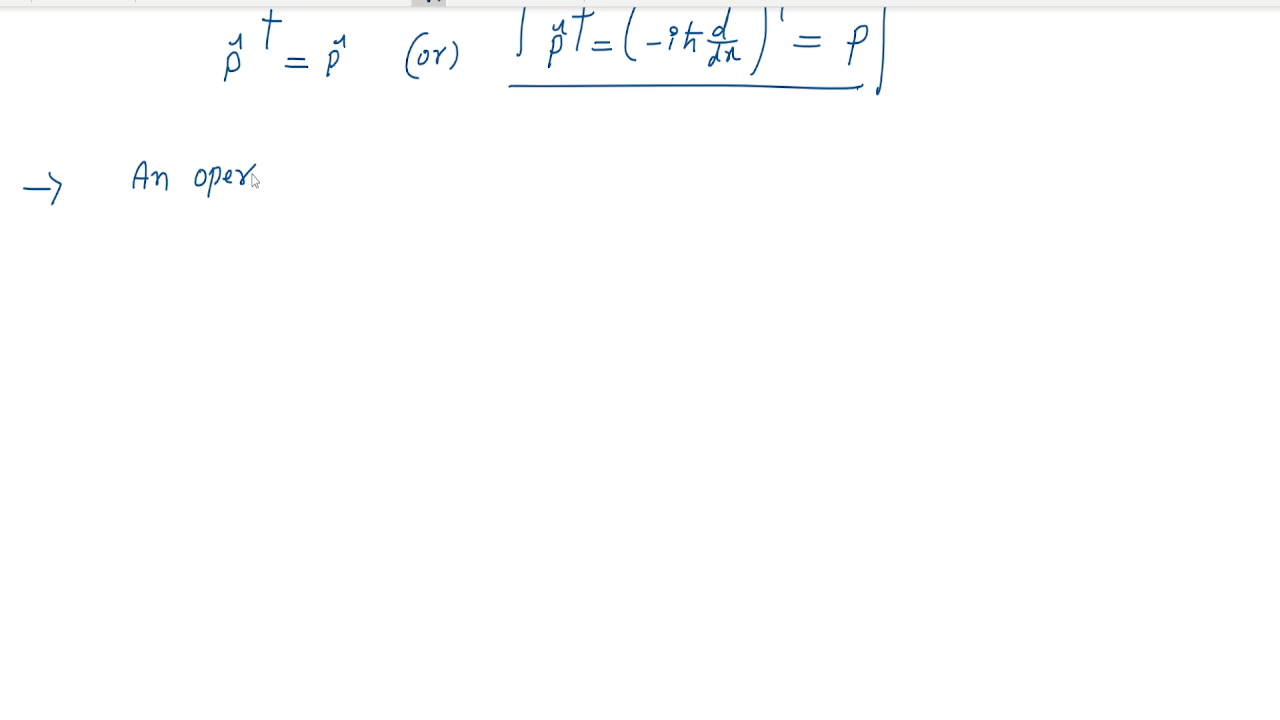 p̂† = p̂ (or) p̂† = (-iħ d/dx)† = p
→ An oper